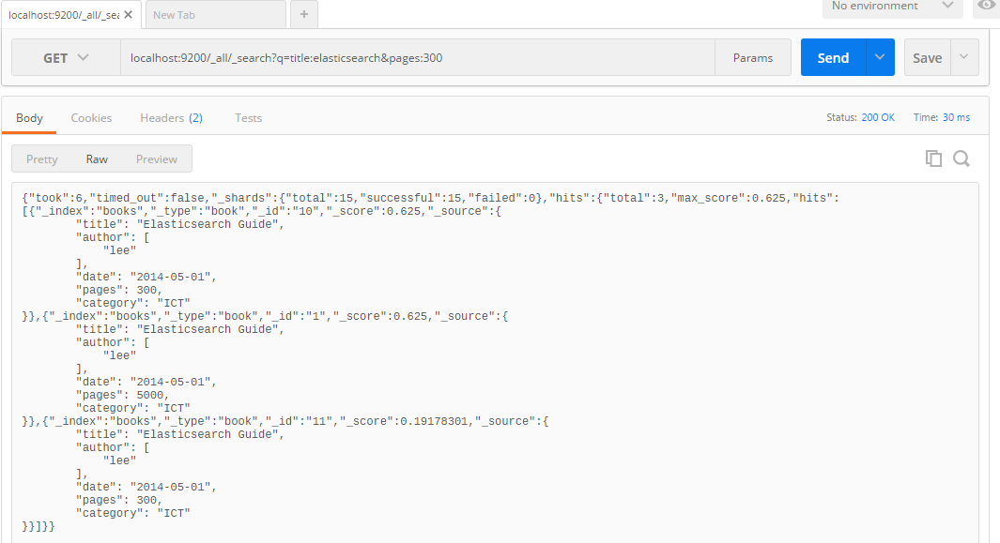 localhost:9200/_all/_sea
New Tab
No environment
GET localhost:9200/_all/_search?q=title:elasticsearch&pages:300 Params Send Save
Body Cookies Headers (2) Tests Status: 200 OK Time: 30 ms
Pretty Raw Preview
{"took":6,"timed_out":false,"_shards":{"total":15,"successful":15,"failed":0},"hits":{"total":3,"max_score":0.625,"hits":
[{"_index":"books","_type":"book","_id":"10","_score":0.625,"_source":{
"title": "Elasticsearch Guide",
"author": [
"lee"
],
"date": "2014-05-01",
"pages": 300,
"category": "ICT"
}},{"_index":"books","_type":"book","_id":"1","_score":0.625,"_source":{
"title": "Elasticsearch Guide",
"author": [
"lee"
],
"date": "2014-05-01",
"pages": 5000,
"category": "ICT"
}},{"_index":"books","_type":"book","_id":"11","_score":0.19178301,"_source":{
"title": "Elasticsearch Guide",
"author": [
"lee"
],
"date": "2014-05-01",
"pages": 300,
"category": "ICT"
}}]}}